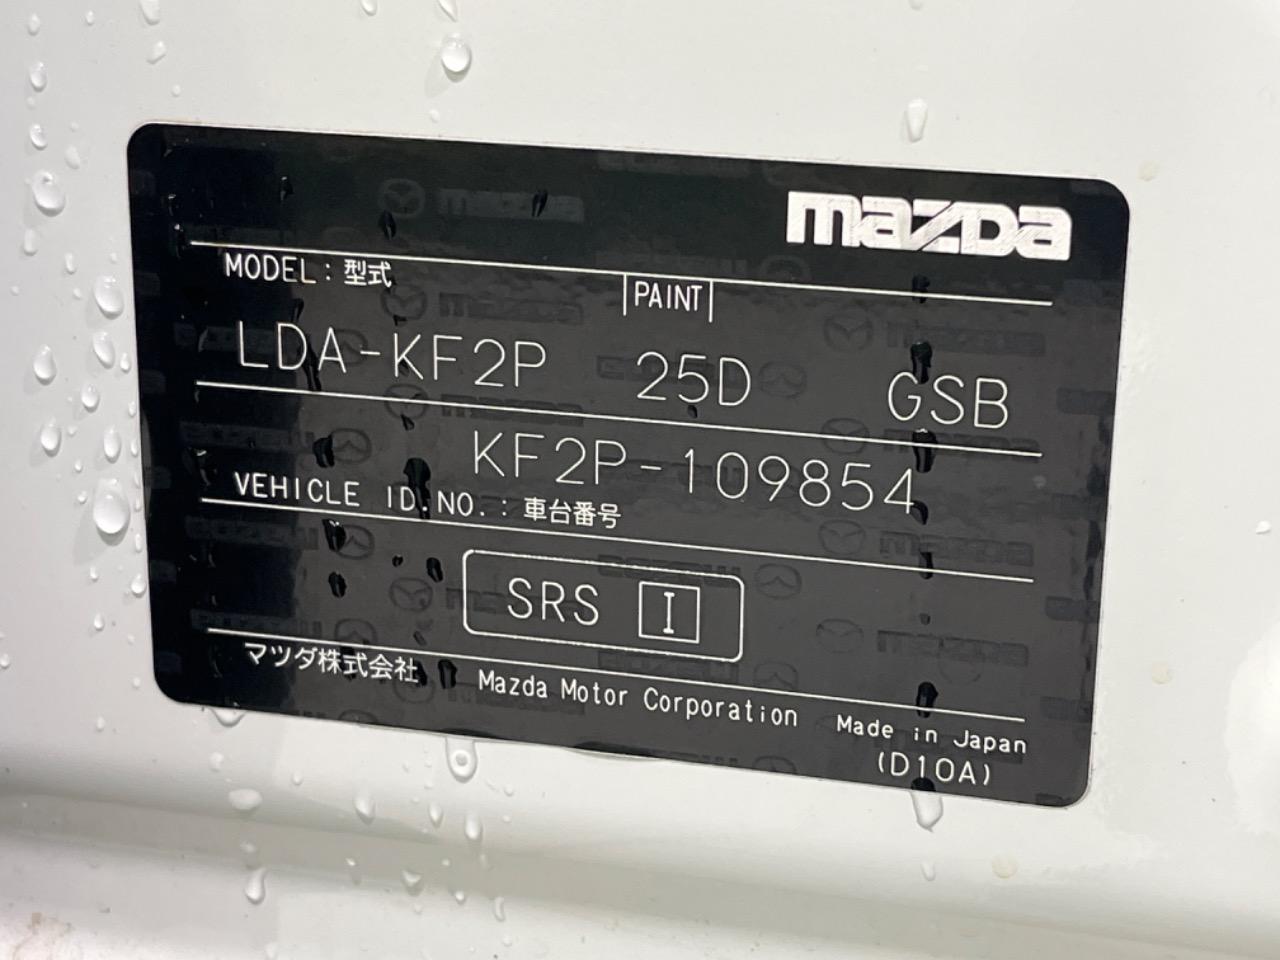 mazda
MODEL：型式
PAINT
LDA-KF2P 25D GSB
KF2P-109854
VEHICLE ID.NO.：車台番号
SRS I
マツダ株式会社 Mazda Motor Corporation Made in Japan
(D10A)